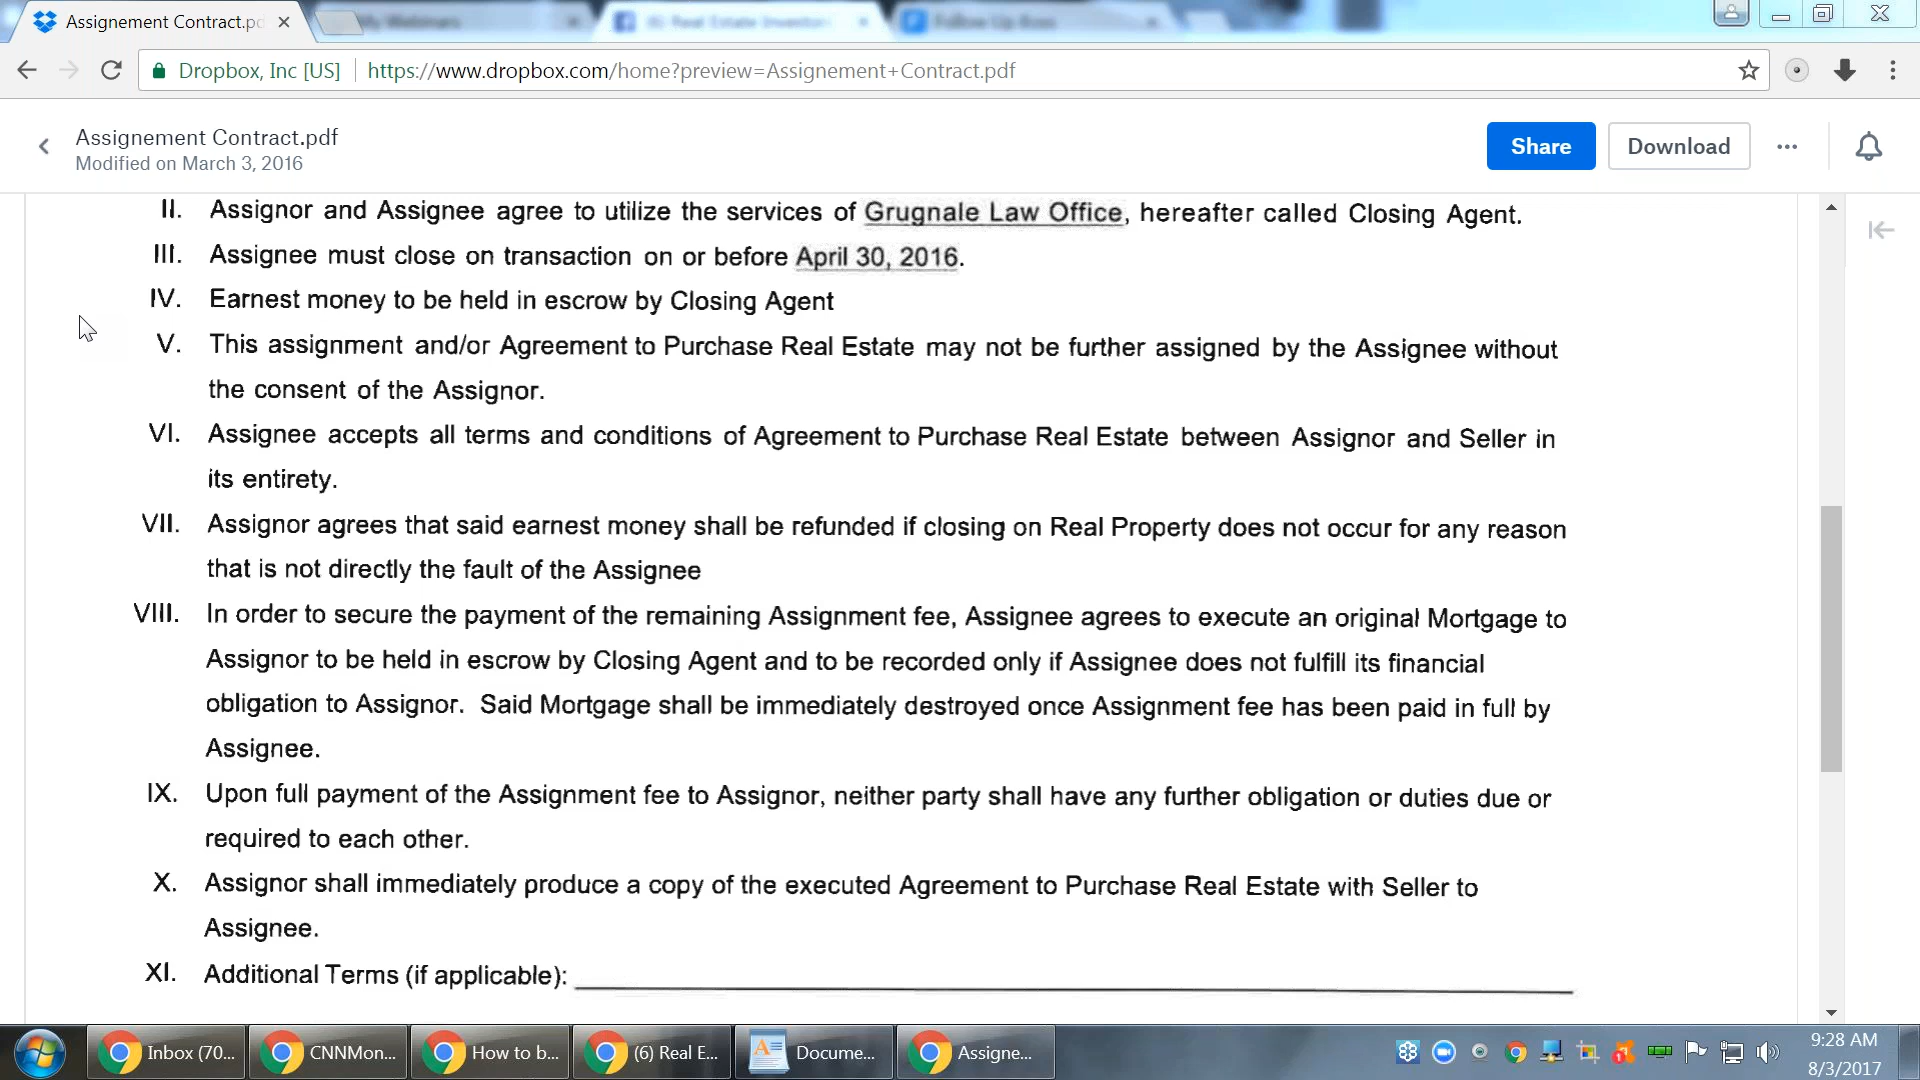 Assignement Contract.pd
My Webinars
(6) Real Estate Investor
Follow Up Boss
Dropbox, Inc [US]
https://www.dropbox.com/home?preview=Assignement+Contract.pdf
Assignement Contract.pdf
Modified on March 3, 2016
Share
Download
II. Assignor and Assignee agree to utilize the services of Grugnale Law Office, hereafter called Closing Agent.
III. Assignee must close on transaction on or before April 30, 2016.
IV. Earnest money to be held in escrow by Closing Agent
V. This assignment and/or Agreement to Purchase Real Estate may not be further assigned by the Assignee without
the consent of the Assignor.
VI. Assignee accepts all terms and conditions of Agreement to Purchase Real Estate between Assignor and Seller in
its entirety.
VII. Assignor agrees that said earnest money shall be refunded if closing on Real Property does not occur for any reason
that is not directly the fault of the Assignee
VIII. In order to secure the payment of the remaining Assignment fee, Assignee agrees to execute an original Mortgage to
Assignor to be held in escrow by Closing Agent and to be recorded only if Assignee does not fulfill its financial
obligation to Assignor. Said Mortgage shall be immediately destroyed once Assignment fee has been paid in full by
Assignee.
IX. Upon full payment of the Assignment fee to Assignor, neither party shall have any further obligation or duties due or
required to each other.
X. Assignor shall immediately produce a copy of the executed Agreement to Purchase Real Estate with Seller to
Assignee.
XI. Additional Terms (if applicable):
Inbox (70...
CNNMon...
How to b...
(6) Real E...
Docume...
Assigne...
9:28 AM
8/3/2017